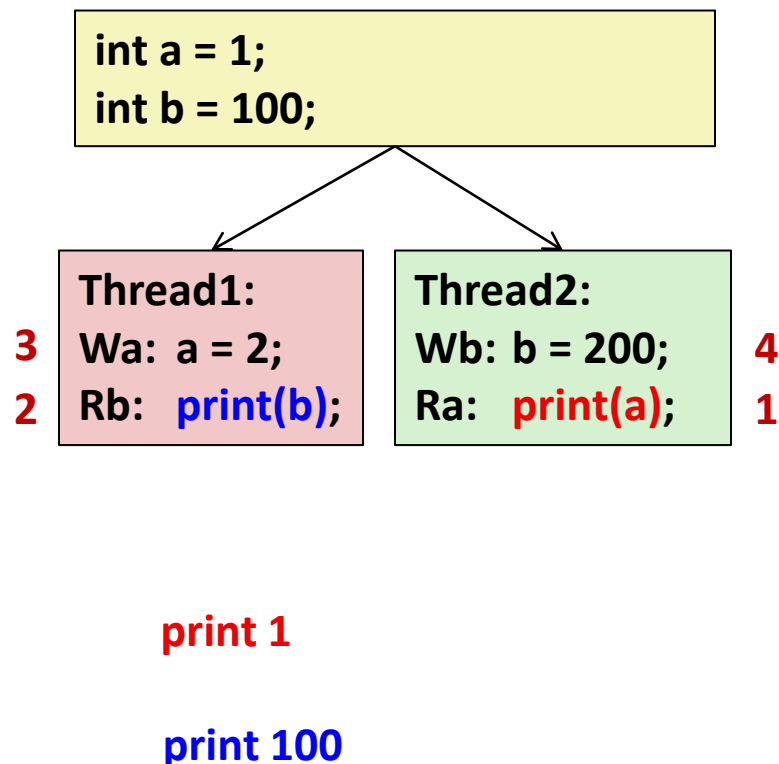 int a = 1;
int b = 100;
Thread1:
3 Wa: a = 2;
2 Rb: print(b);
Thread2:
Wb: b = 200; 4
Ra: print(a); 1
print 1
print 100